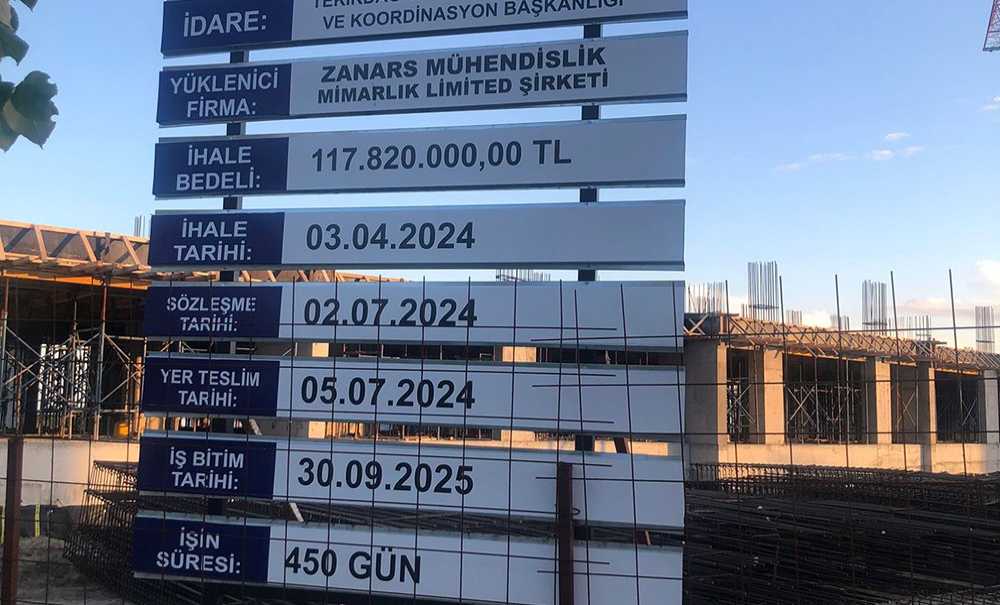 İDARE:
VE KOORDİNASYON BAŞKANLIĞI
YÜKLENİCİ
FİRMA:
ZANARS MÜHENDİSLİK
MİMARLIK LİMİTED ŞİRKETİ
İHALE
BEDELİ:
117.820.000,00 TL
İHALE
TARİHİ:
03.04.2024
SÖZLEŞME
TARİHİ:
02.07.2024
YER TESLİM
TARİHİ:
05.07.2024
İŞ BİTİM
TARİHİ:
30.09.2025
İŞİN
SÜRESİ:
450 GÜN